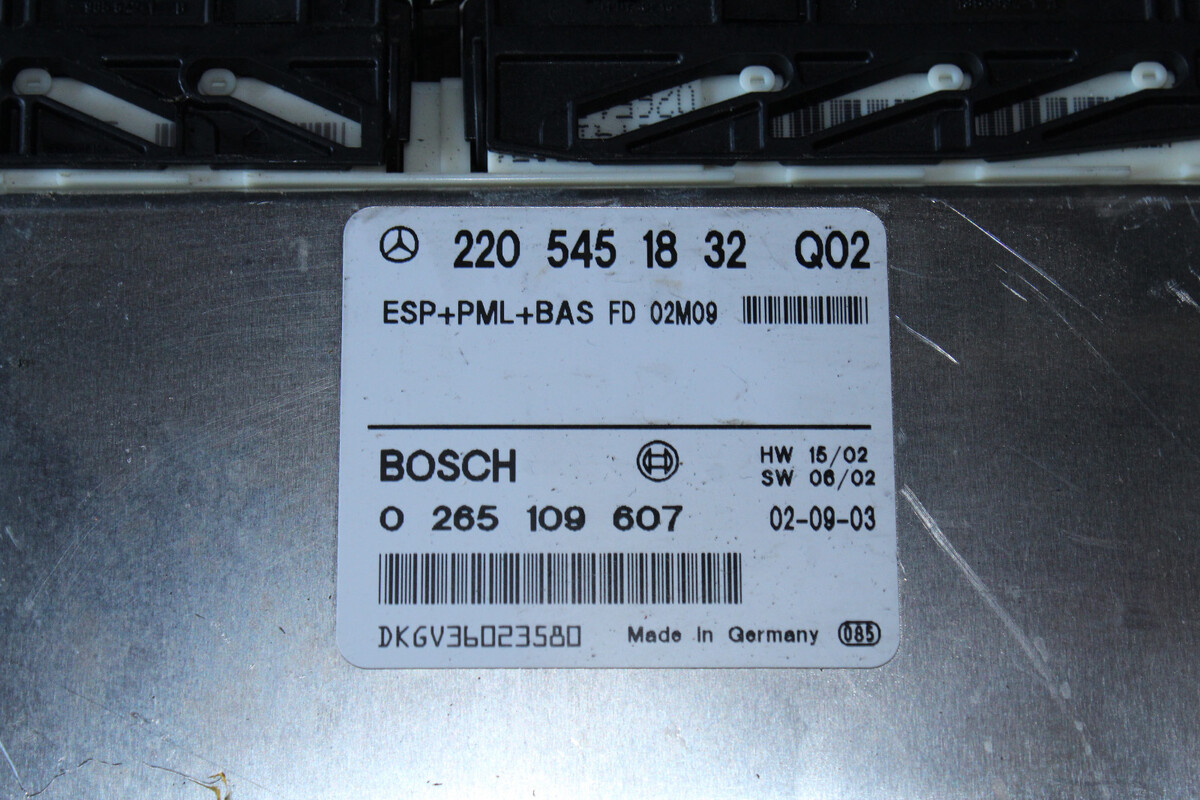 220 545 18 32 Q02
ESP+PML+BAS FD 02M09
BOSCH
HW 15/02
SW 06/02
0 265 109 607 02-09-03
DKGV36023580 Made in Germany 085